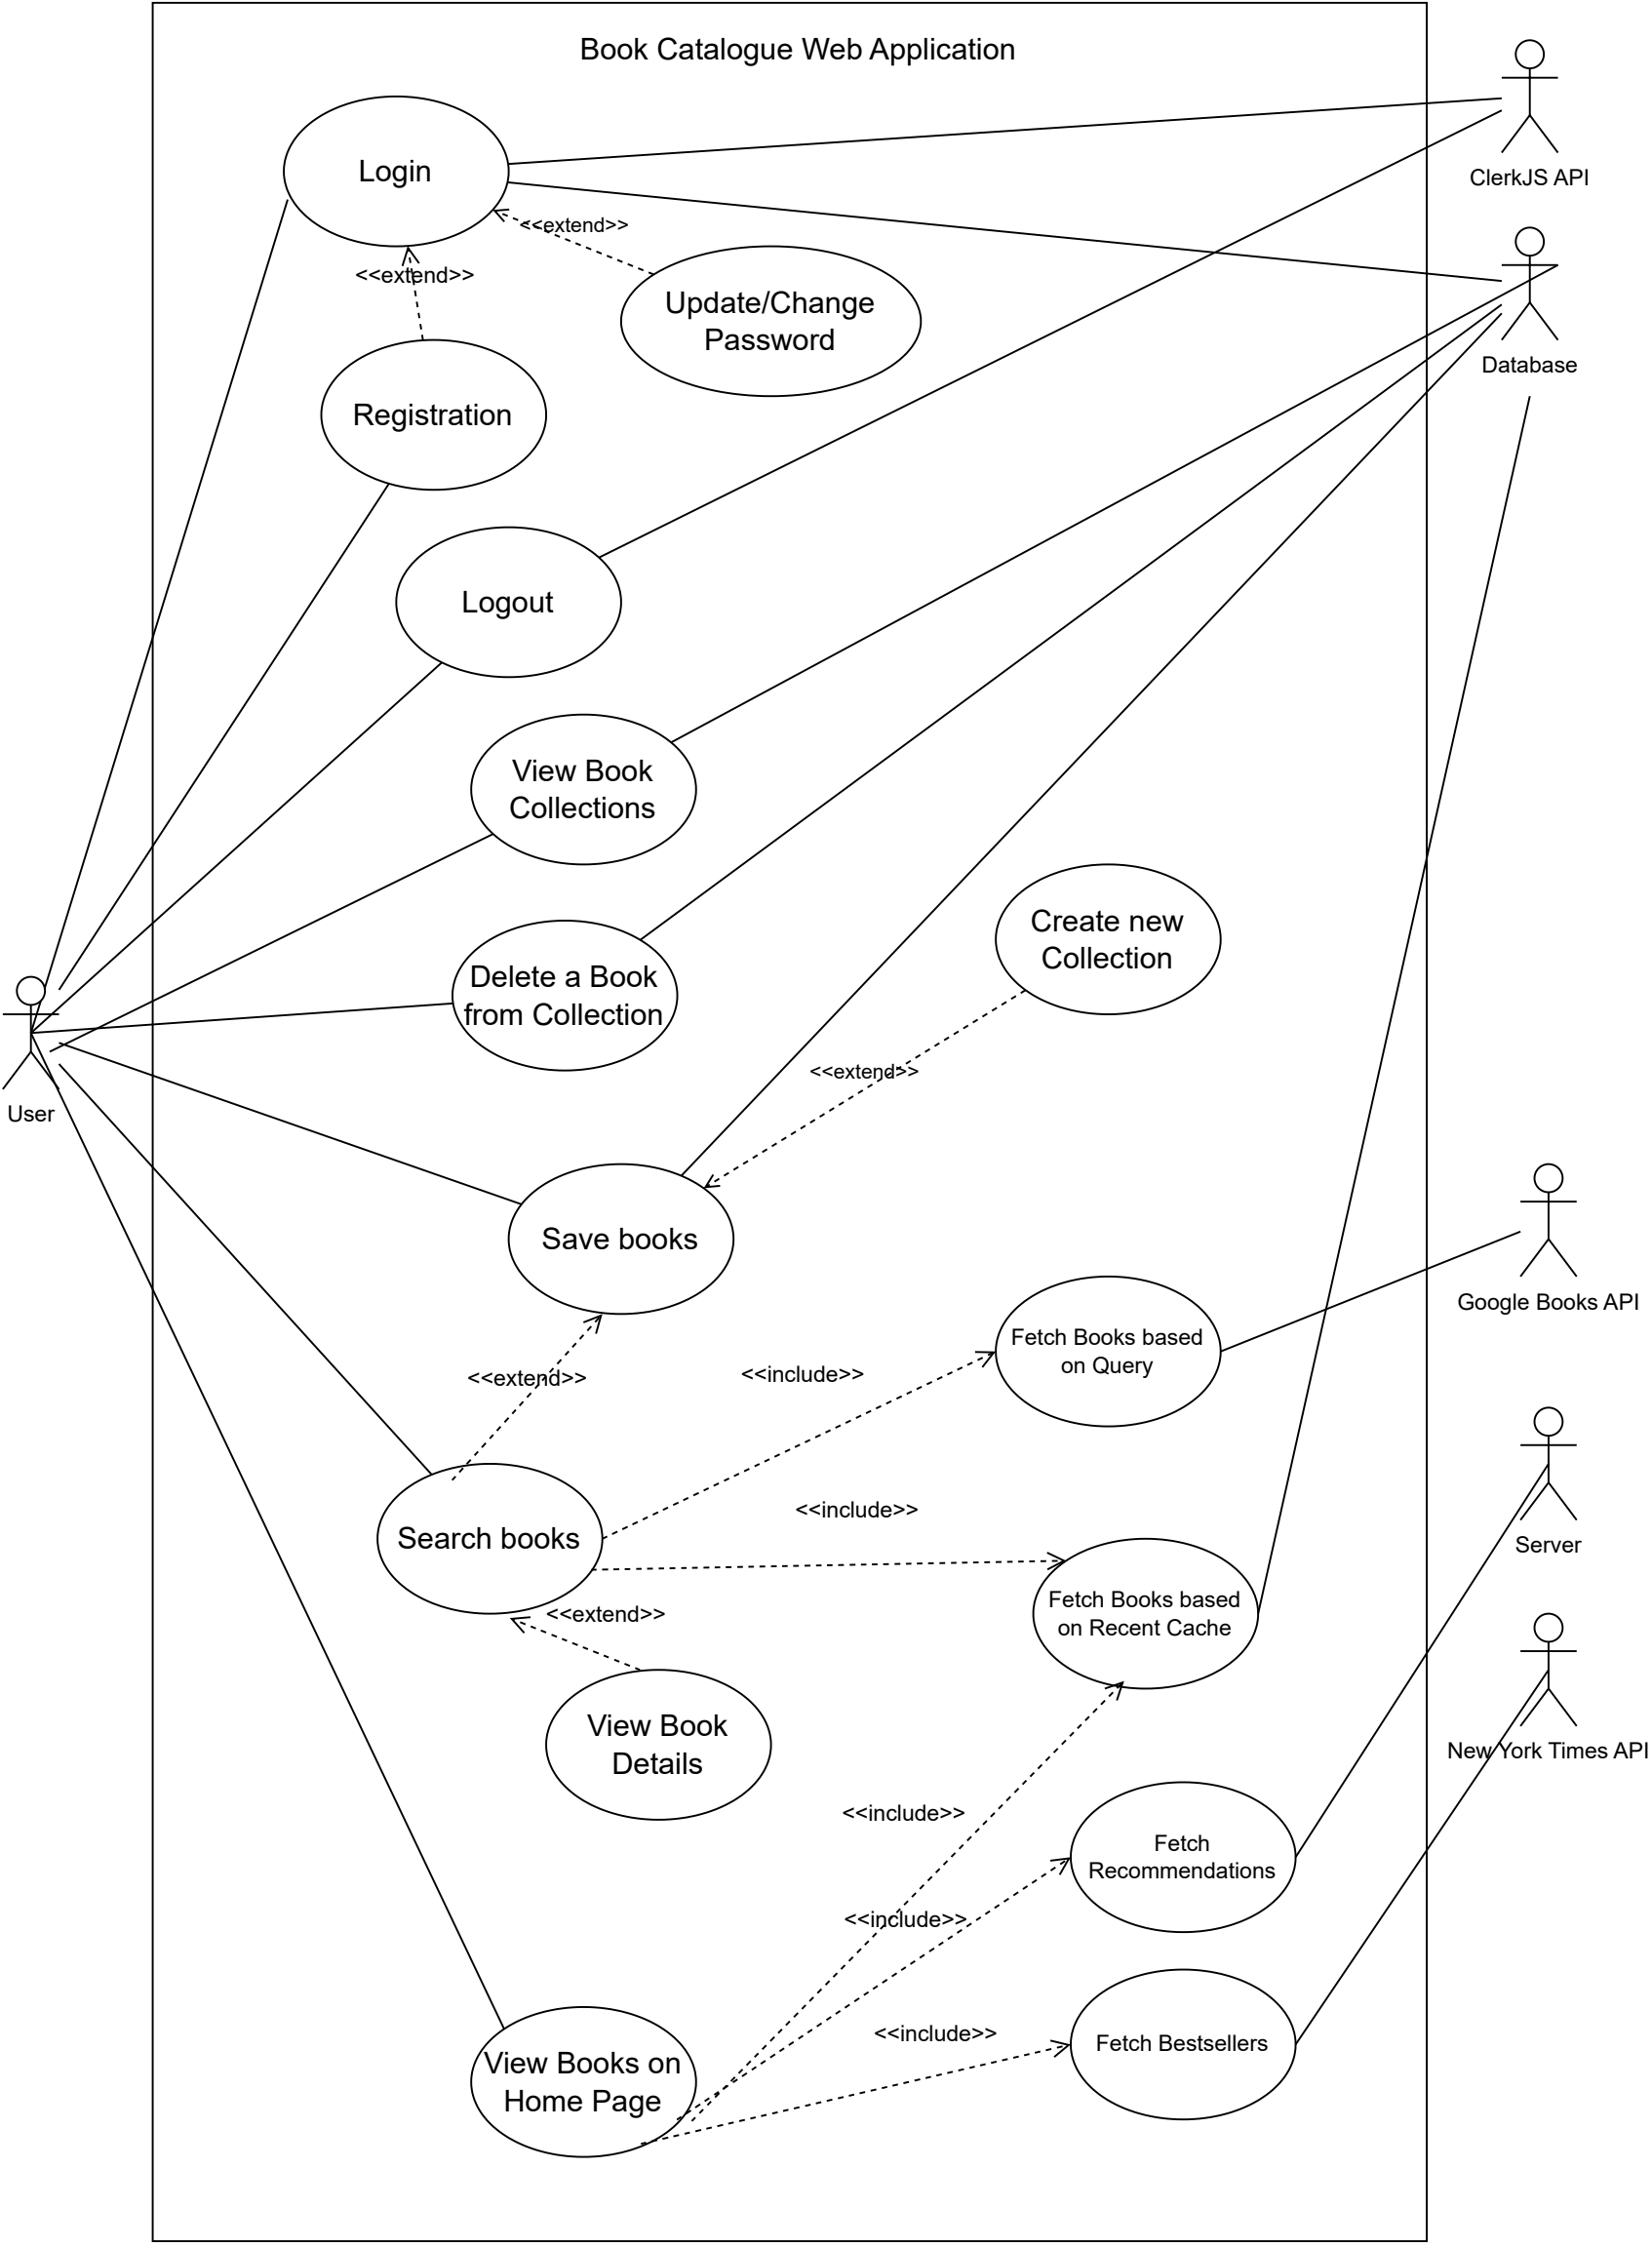 Book Catalogue Web Application
Login
ClerkJS API
<<extend>>
<<extend>>
Update/Change
Password
Database
Registration
Logout
View Book
Collections
Create new
Collection
Delete a Book
from Collection
<<extend>>
User
Save books
Google Books API
Fetch Books based
on Query
<<extend>>
<<include>>
<<include>>
Search books
Server
Fetch Books based
on Recent Cache
<<extend>>
View Book
Details
New York Times API
<<include>>
Fetch
Recommendations
<<include>>
<<include>>
Fetch Bestsellers
View Books on
Home Page